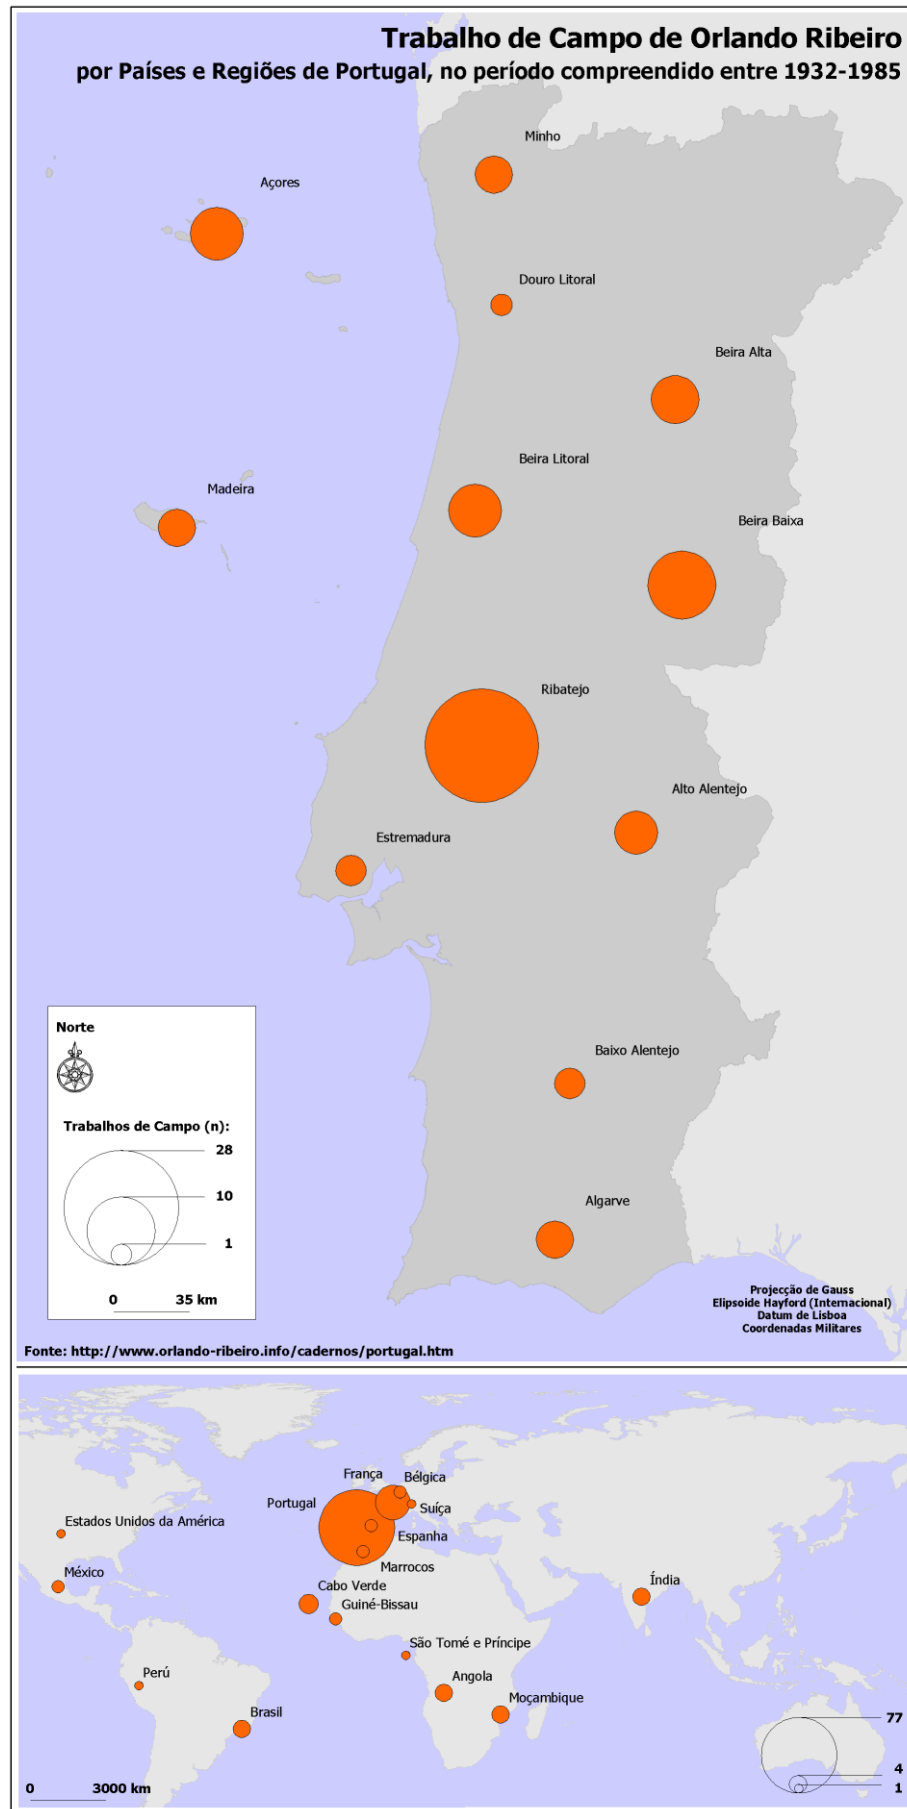 Trabalho de Campo de Orlando Ribeiro
por Países e Regiões de Portugal, no período compreendido entre 1932-1985
Minho
Açores
Douro Litoral
Beira Alta
Beira Litoral
Madeira
Beira Baixa
Ribatejo
Alto Alentejo
Estremadura
Baixo Alentejo
Algarve
Norte
Trabalhos de Campo (n):
28
10
1
0 35 km
Projecção de Gauss
Elipsoide Hayford (Internacional)
Datum de Lisboa
Coordenadas Militares
Fonte: http://www.orlando-ribeiro.info/cadernos/portugal.htm
França
Bélgica
Portugal
Suíça
Estados Unidos da América
Espanha
Marrocos
México
Cabo Verde
Índia
Guiné-Bissau
São Tomé e Príncipe
Perú
Angola
Moçambique
Brasil
77
4
1
0 3000 km